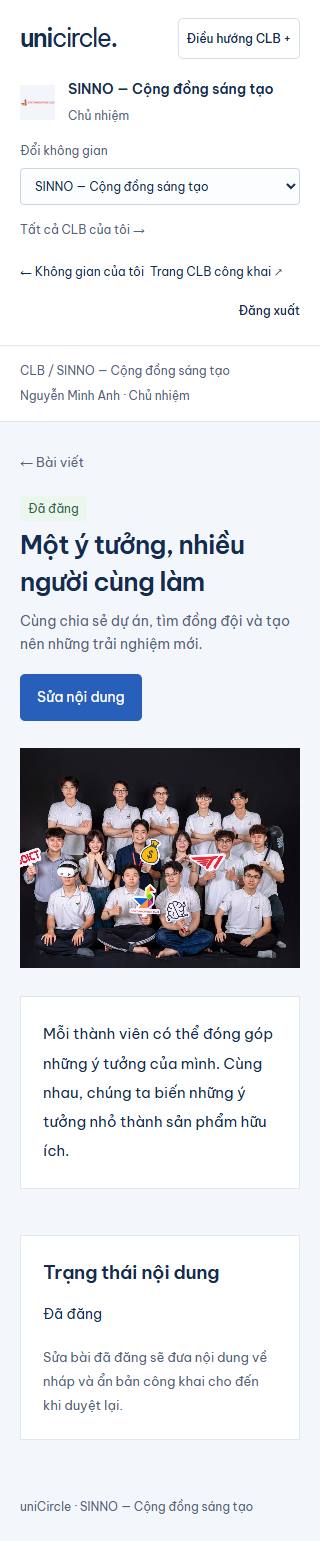 unicircle.
Điều hướng CLB +
SINNO — Cộng đồng sáng tạo
Chủ nhiệm
Đổi không gian
SINNO — Cộng đồng sáng tạo
Tất cả CLB của tôi →
← Không gian của tôi Trang CLB công khai ↗
Đăng xuất
CLB / SINNO — Cộng đồng sáng tạo
Nguyễn Minh Anh · Chủ nhiệm
← Bài viết
Đã đăng
Một ý tưởng, nhiều
người cùng làm
Cùng chia sẻ dự án, tìm đồng đội và tạo
nên những trải nghiệm mới.
Sửa nội dung
Mỗi thành viên có thể đóng góp
những ý tưởng của mình. Cùng
nhau, chúng ta biến những ý
tưởng nhỏ thành sản phẩm hữu
ích.
Trạng thái nội dung
Đã đăng
Sửa bài đã đăng sẽ đưa nội dung về
nháp và ẩn bản công khai cho đến
khi duyệt lại.
uniCircle · SINNO — Cộng đồng sáng tạo